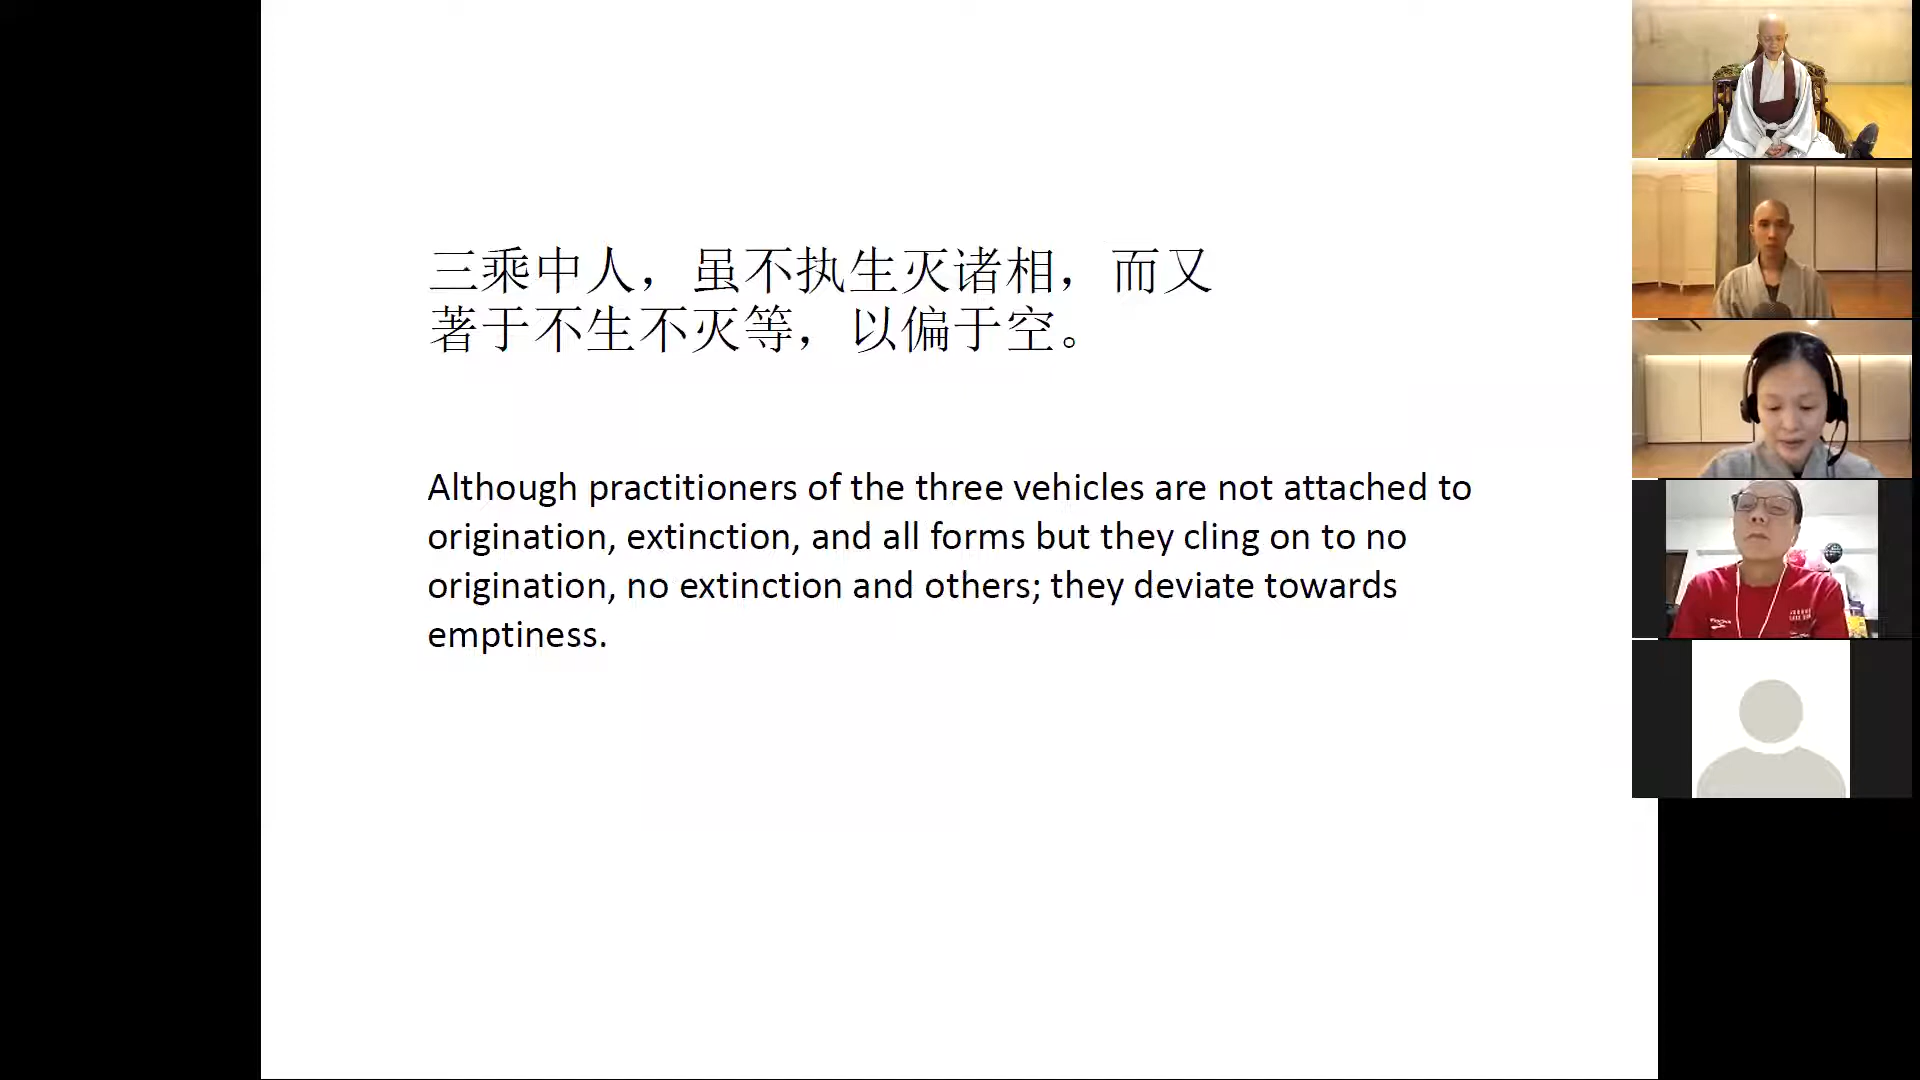 三乘中人，虽不执生灭诸相，而又
著于不生不灭等，以偏于空。
Although practitioners of the three vehicles are not attached to
origination, extinction, and all forms but they cling on to no
origination, no extinction and others; they deviate towards
emptiness.